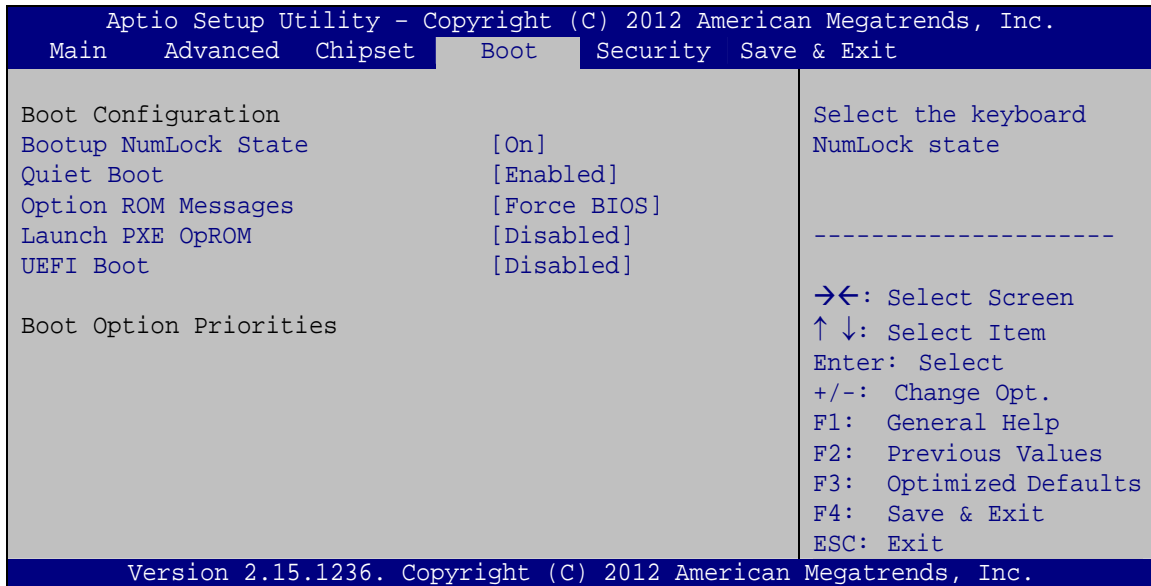 Aptio Setup Utility – Copyright (C) 2012 American Megatrends, Inc.
Main Advanced Chipset Boot Security Save & Exit
Boot Configuration
Bootup NumLock State [On]
Quiet Boot [Enabled]
Option ROM Messages [Force BIOS]
Launch PXE OpROM [Disabled]
UEFI Boot [Disabled]
Boot Option Priorities
Select the keyboard
NumLock state
---------------------
→←: Select Screen
↑ ↓: Select Item
Enter: Select
+/-: Change Opt.
F1: General Help
F2: Previous Values
F3: Optimized Defaults
F4: Save & Exit
ESC: Exit
Version 2.15.1236. Copyright (C) 2012 American Megatrends, Inc.